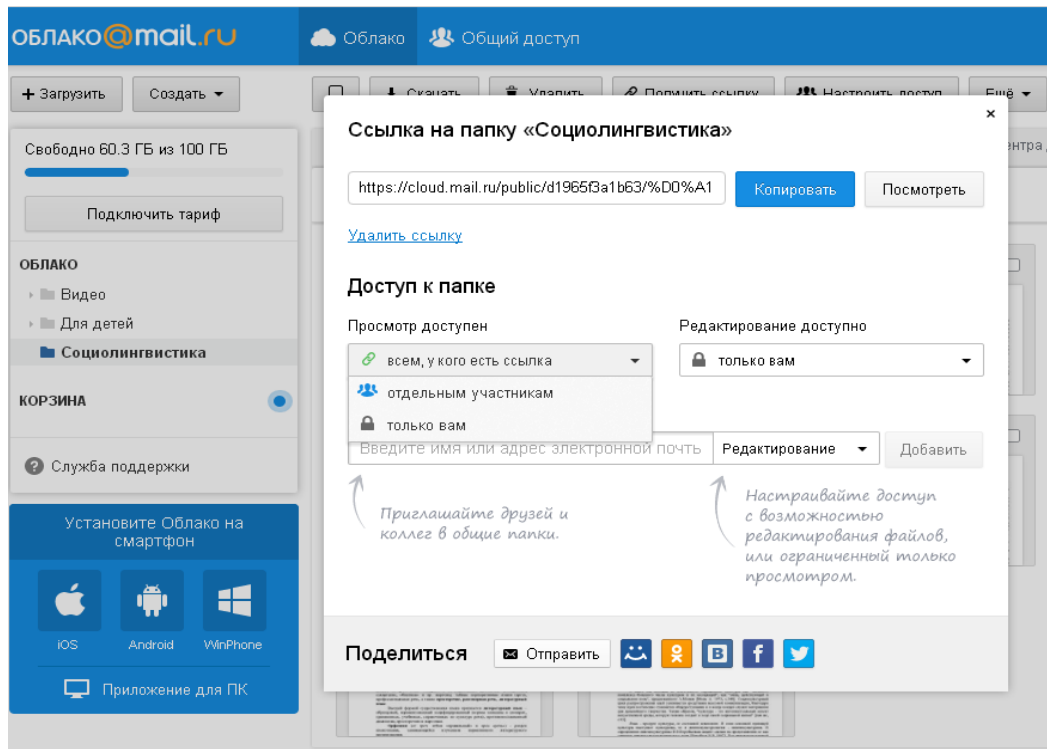 ОБЛАКО@mail.ru
Облако
Общий доступ
+ Загрузить
Создать
Скачать
Удалить
Получить ссылку
Настроить доступ
Ещё
Свободно 60.3 ГБ из 100 ГБ
Подключить тариф
ОБЛАКО
Видео
Для детей
Социолингвистика
КОРЗИНА
Служба поддержки
Установите Облако на
смартфон
iOS
Android
WinPhone
Приложение для ПК
Ссылка на папку «Социолингвистика»
×
https://cloud.mail.ru/public/d1965f3a1b63/%D0%A1
Копировать
Посмотреть
Удалить ссылку
Доступ к папке
Просмотр доступен
Редактирование доступно
всем, у кого есть ссылка
только вам
отдельным участникам
только вам
Введите имя или адрес электронной почты
Редактирование
Добавить
Приглашайте друзей и
коллег в общие папки.
Настраивайте доступ
с возможностью
редактирования файлов,
или ограниченный только
просмотром.
Поделиться
Отправить